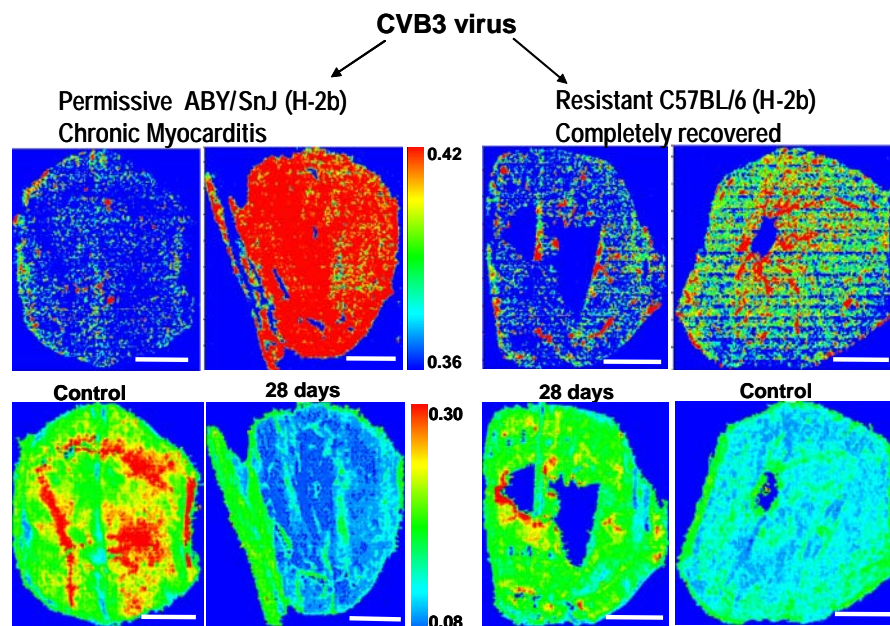 CVB3 virus
Permissive ABY/SnJ (H-2b)
Chronic Myocarditis
Resistant C57BL/6 (H-2b)
Completely recovered
0.42
0.36
Control
28 days
28 days
Control
0.30
0.08